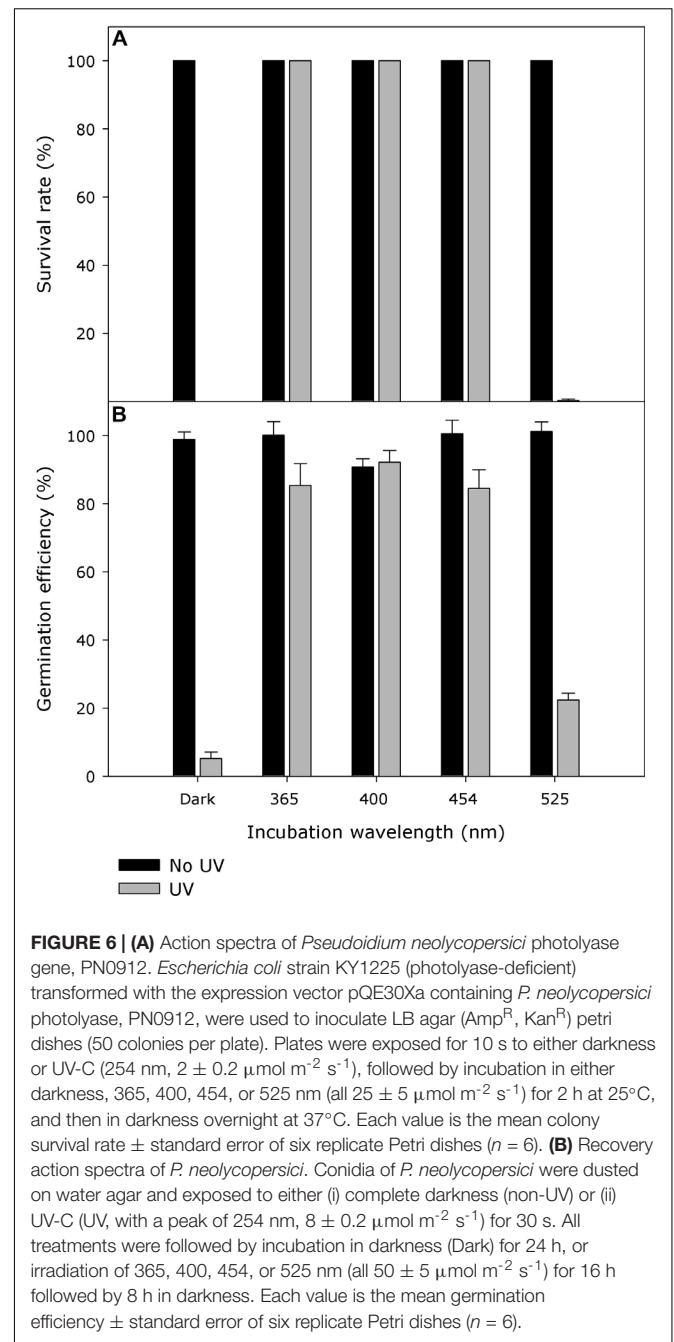 A
100
80
60
40
20
Survival rate (%)
B
100
80
60
40
20
0
Germination efficiency (%)
Dark 365 400 454 525
Incubation wavelength (nm)
No UV
UV
FIGURE 6 | (A) Action spectra of Pseudoidium neolycopersici photolyase
gene, PN0912. Escherichia coli strain KY1225 (photolyase-deficient)
transformed with the expression vector pQE30Xa containing P. neolycopersici
photolyase, PN0912, were used to inoculate LB agar (Amp^R, Kan^R) petri
dishes (50 colonies per plate). Plates were exposed for 10 s to either darkness
or UV-C (254 nm, 2 ± 0.2 μmol m⁻² s⁻¹), followed by incubation in either
darkness, 365, 400, 454, or 525 nm (all 25 ± 5 μmol m⁻² s⁻¹) for 2 h at 25°C,
and then in darkness overnight at 37°C. Each value is the mean colony
survival rate ± standard error of six replicate Petri dishes (n = 6). (B) Recovery
action spectra of P. neolycopersici. Conidia of P. neolycopersici were dusted
on water agar and exposed to either (i) complete darkness (non-UV) or (ii)
UV-C (UV, with a peak of 254 nm, 8 ± 0.2 μmol m⁻² s⁻¹) for 30 s. All
treatments were followed by incubation in darkness (Dark) for 24 h, or
irradiation of 365, 400, 454, or 525 nm (all 50 ± 5 μmol m⁻² s⁻¹) for 16 h
followed by 8 h in darkness. Each value is the mean germination
efficiency ± standard error of six replicate Petri dishes (n = 6).